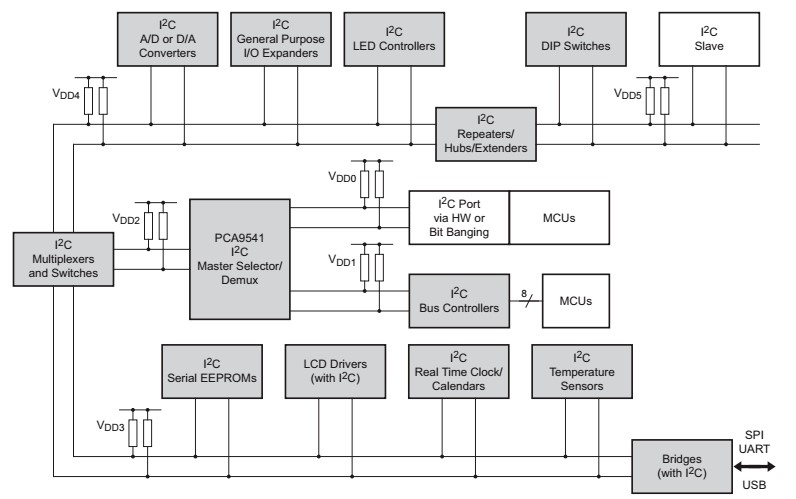 I²C
A/D or D/A
Converters
I²C
General Purpose
I/O Expanders
I²C
LED Controllers
I²C
DIP Switches
I²C
Slave
VDD4
VDD5
I²C
Repeaters/
Hubs/Extenders
VDD0
VDD2
PCA9541
I²C
Master Selector/
Demux
I²C Port
via HW or
Bit Banging
MCUs
I²C
Multiplexers
and Switches
VDD1
I²C
Bus Controllers
8
MCUs
I²C
Serial EEPROMs
LCD Drivers
(with I²C)
I²C
Real Time Clock/
Calendars
I²C
Temperature
Sensors
VDD3
Bridges
(with I²C)
SPI
UART
USB